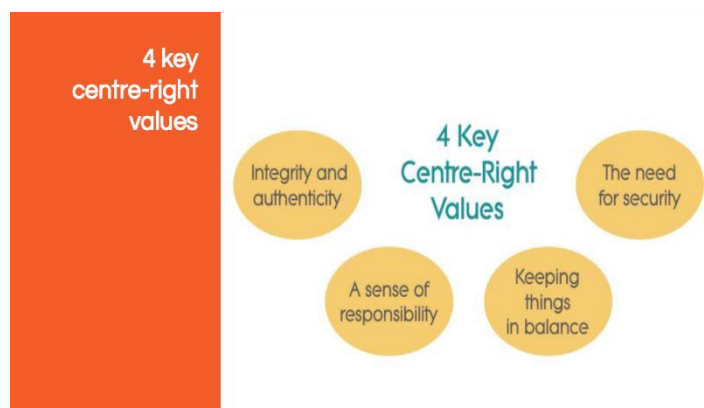 4 key
centre-right
values
4 Key
Centre-Right
Values
Integrity and
authenticity
The need
for security
A sense of
responsibility
Keeping
things
in balance